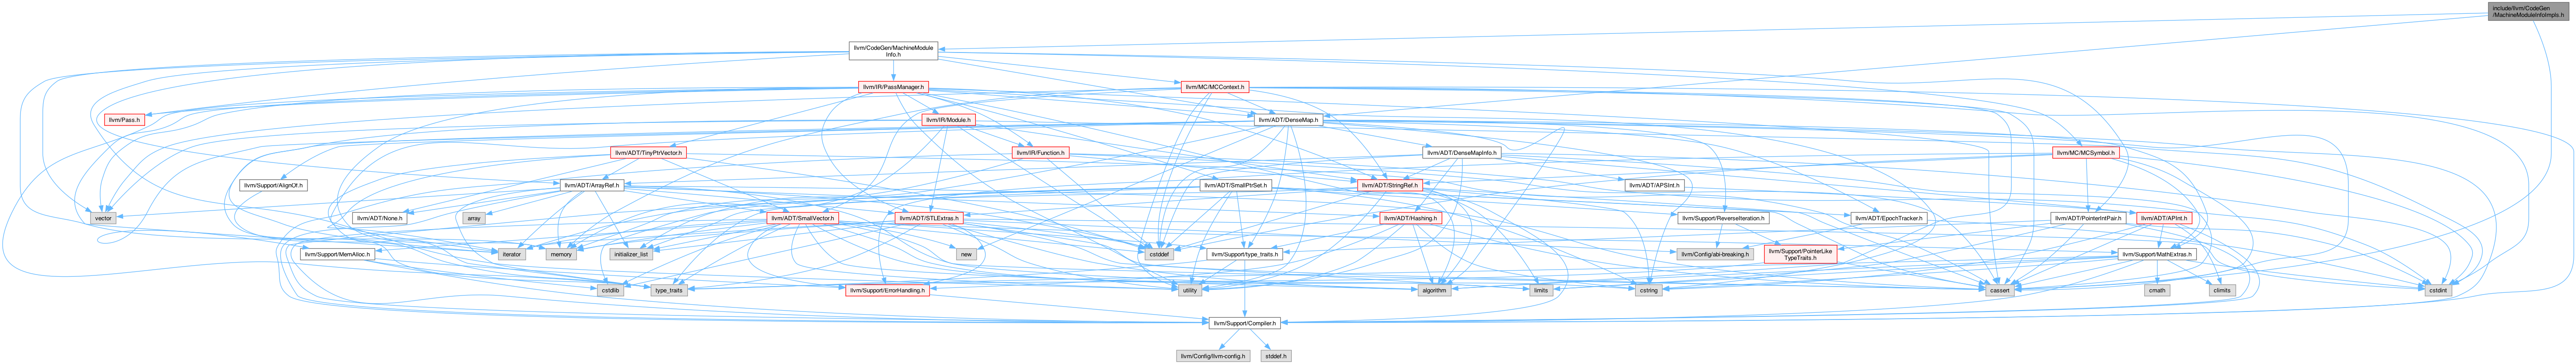 include/llvm/CodeGen
/MachineModuleInfoImpls.h
llvm/CodeGen/MachineModule
Info.h
llvm/IR/PassManager.h
llvm/MC/MCContext.h
llvm/Pass.h
llvm/IR/Module.h
llvm/ADT/DenseMap.h
llvm/ADT/TinyPtrVector.h
llvm/IR/Function.h
llvm/ADT/DenseMapInfo.h
llvm/MC/MCSymbol.h
llvm/Support/AlignOf.h
llvm/ADT/ArrayRef.h
llvm/ADT/SmallPtrSet.h
llvm/ADT/StringRef.h
llvm/ADT/APSInt.h
vector
llvm/ADT/None.h
array
llvm/ADT/SmallVector.h
llvm/ADT/STLExtras.h
llvm/ADT/Hashing.h
llvm/Support/ReverseIteration.h
llvm/ADT/EpochTracker.h
llvm/ADT/PointerIntPair.h
llvm/ADT/APInt.h
llvm/Support/MemAlloc.h
iterator
memory
initializer_list
new
cstddef
llvm/Support/type_traits.h
llvm/Config/abi-breaking.h
llvm/Support/PointerLike
TypeTraits.h
llvm/Support/MathExtras.h
cstdlib
type_traits
llvm/Support/ErrorHandling.h
utility
algorithm
limits
cstring
cassert
cmath
climits
cstdint
llvm/Support/Compiler.h
llvm/Config/llvm-config.h
stddef.h